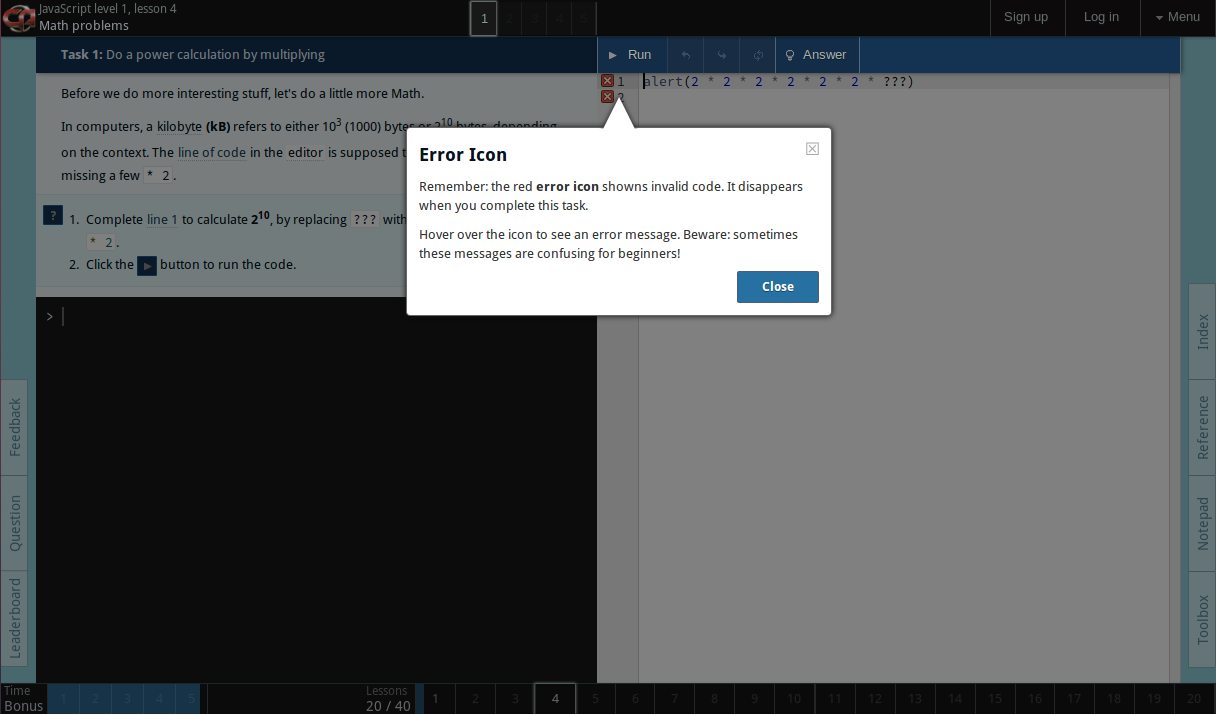 JavaScript level 1, lesson 4
Math problems
1 2 3 4 5
Sign up
Log in
Menu
Task 1: Do a power calculation by multiplying
Run
Answer
Before we do more interesting stuff, let's do a little more Math.
In computers, a kilobyte (kB) refers to either 10³ (1000) bytes or 2¹⁰ bytes, depending
on the context. The line of code in the editor is supposed t
missing a few * 2 .
? 1. Complete line 1 to calculate 2¹⁰, by replacing ??? with
* 2 .
2. Click the ▶ button to run the code.
>
1 alert(2 * 2 * 2 * 2 * 2 * 2 * ???)
2
Error Icon
Remember: the red error icon showns invalid code. It disappears
when you complete this task.
Hover over the icon to see an error message. Beware: sometimes
these messages are confusing for beginners!
Close
Feedback
Question
Leaderboard
Index
Reference
Notepad
Toolbox
Time
Bonus
1 2 3 4 5
Lessons
20 / 40
1 2 3 4 5 6 7 8 9 10 11 12 13 14 15 16 17 18 19 20